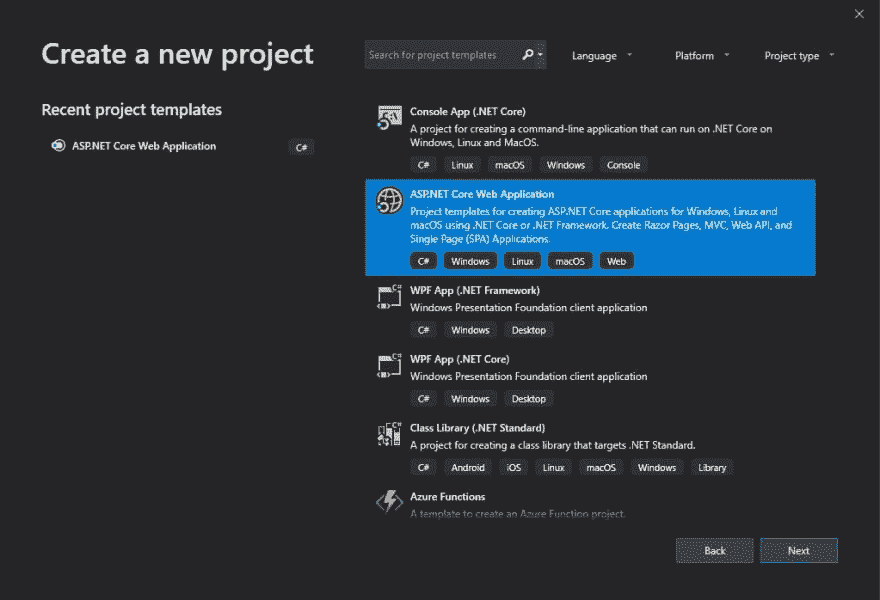 Create a new project
Search for project templates
Language
Platform
Project type
Recent project templates
ASP.NET Core Web Application
C#
Console App (.NET Core)
A project for creating a command-line application that can run on .NET Core on
Windows, Linux and MacOS.
C# Linux macOS Windows Console
ASP.NET Core Web Application
Project templates for creating ASP.NET Core applications for Windows, Linux and
macOS using .NET Core or .NET Framework. Create Razor Pages, MVC, Web API, and
Single Page (SPA) Applications.
C# Windows Linux macOS Web
WPF App (.NET Framework)
Windows Presentation Foundation client application
C# Windows Desktop
WPF App (.NET Core)
Windows Presentation Foundation client application
C# Windows Desktop
Class Library (.NET Standard)
A project for creating a class library that targets .NET Standard.
C# Android iOS Linux macOS Windows Library
Azure Functions
A template to create an Azure Function project.
Back
Next